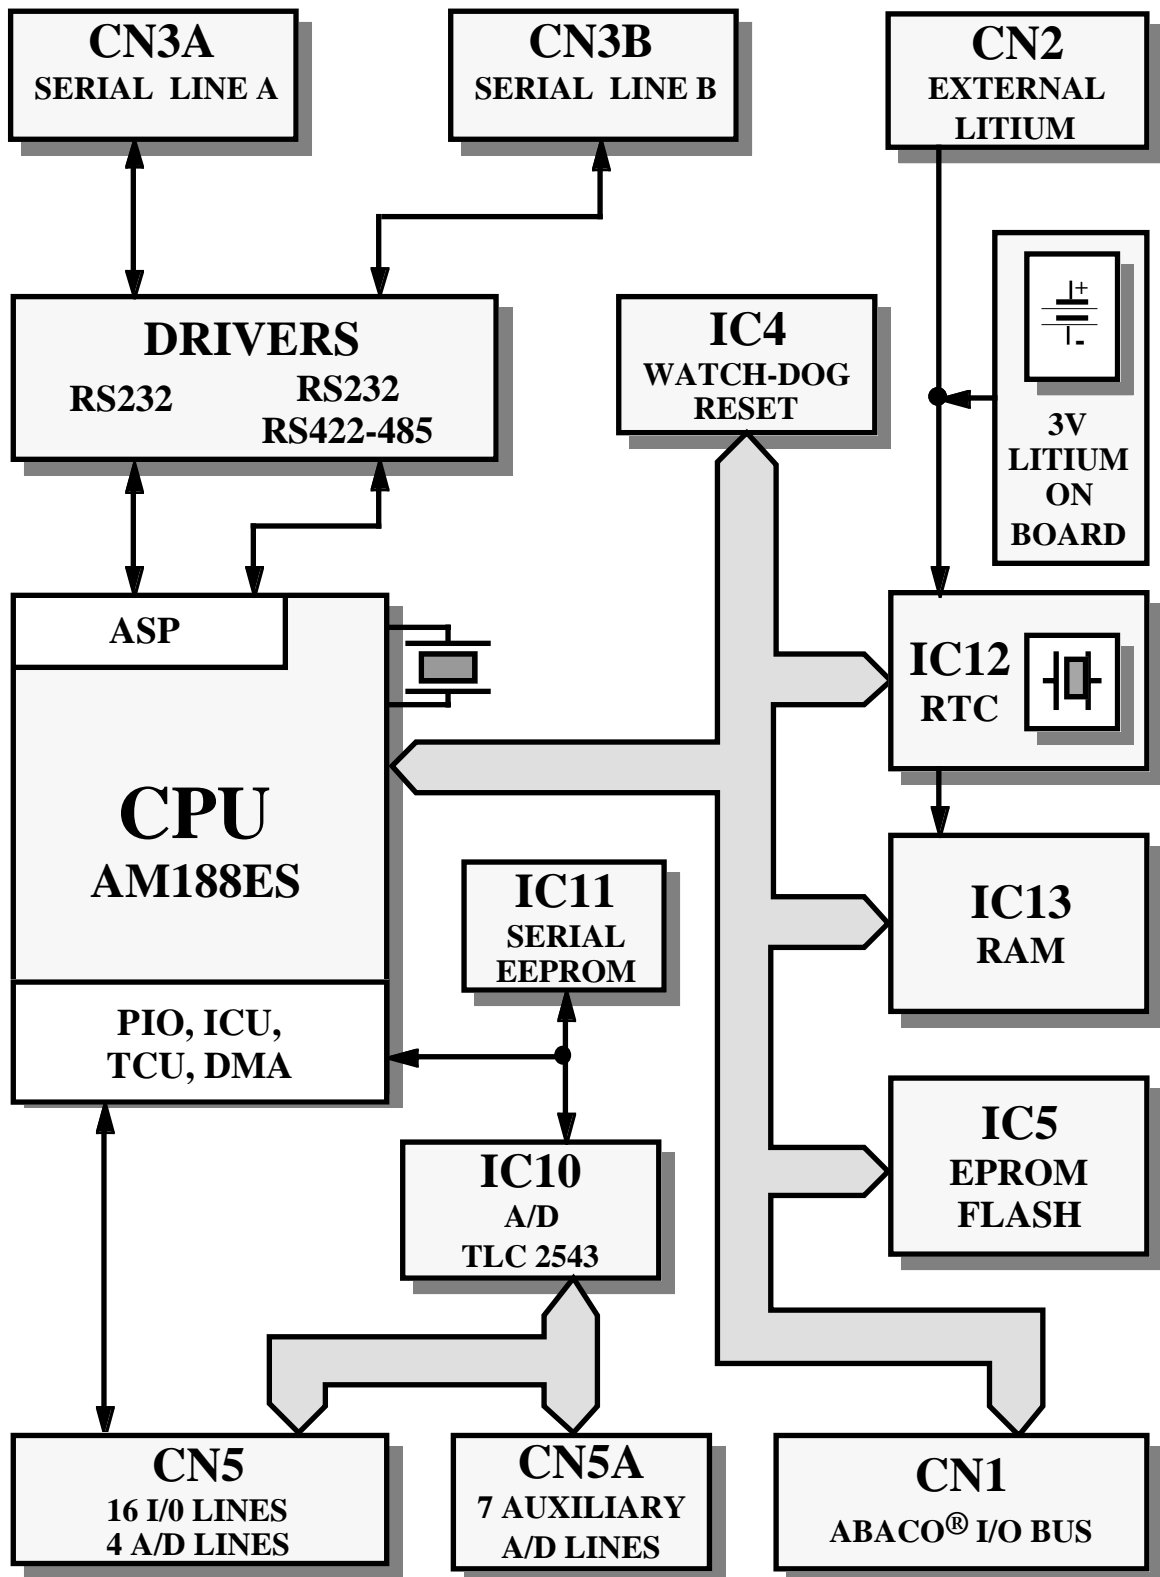 CN3A
SERIAL LINE A
CN3B
SERIAL LINE B
CN2
EXTERNAL
LITIUM
+
-
3V
LITIUM
ON
BOARD
DRIVERS
RS232
RS232
RS422-485
IC4
WATCH-DOG
RESET
ASP
CPU
AM188ES
PIO, ICU,
TCU, DMA
IC12
RTC
IC11
SERIAL
EEPROM
IC13
RAM
IC10
A/D
TLC 2543
IC5
EPROM
FLASH
CN5
16 I/0 LINES
4 A/D LINES
CN5A
7 AUXILIARY
A/D LINES
CN1
ABACO® I/O BUS